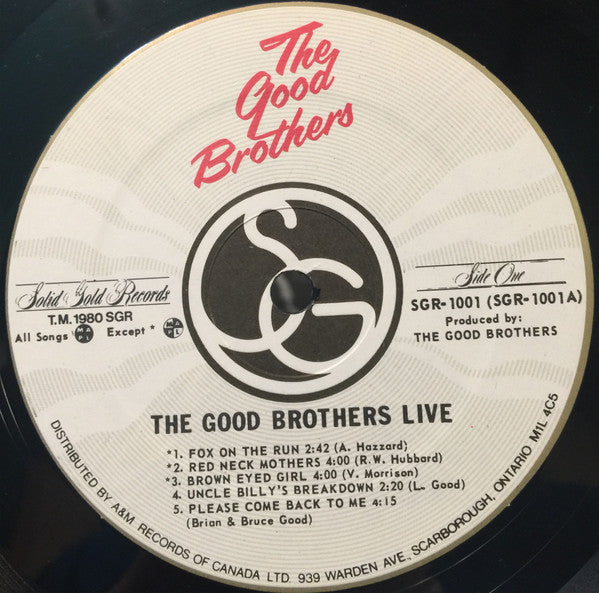 The
Good
Brothers
SG
Solid & Gold Records
T.M. 1980 SGR
All Songs MAPL Except * MAPL
Side One
SGR-1001 (SGR-1001A)
Produced by:
THE GOOD BROTHERS
THE GOOD BROTHERS LIVE
*1. FOX ON THE RUN 2:42 (A. Hazzard)
*2. RED NECK MOTHERS 4:00 (R.W. Hubbard)
*3. BROWN EYED GIRL 4:00 (V. Morrison)
4. UNCLE BILLY'S BREAKDOWN 2:20 (L. Good)
5. PLEASE COME BACK TO ME 4:15
(Brian & Bruce Good)
DISTRIBUTED BY A&M RECORDS OF CANADA LTD. 939 WARDEN AVE., SCARBOROUGH, ONTARIO M1L 4C5